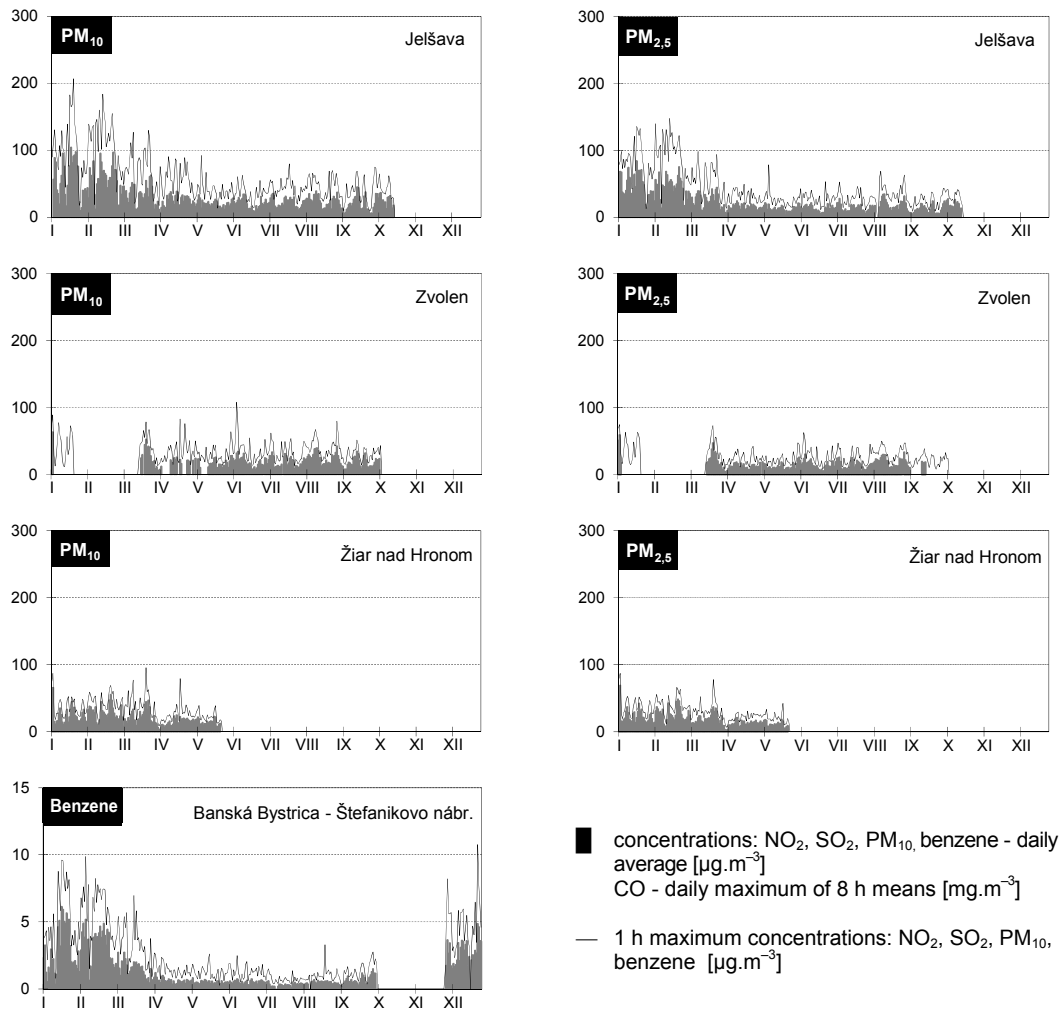 PM10 Jelšava
300
200
100
0
I II III IV V VI VII VIII IX X XI XII
PM2,5 Jelšava
300
200
100
0
I II III IV V VI VII VIII IX X XI XII
PM10 Zvolen
300
200
100
0
I II III IV V VI VII VIII IX X XI XII
PM2,5 Zvolen
300
200
100
0
I II III IV V VI VII VIII IX X XI XII
PM10 Žiar nad Hronom
300
200
100
0
I II III IV V VI VII VIII IX X XI XII
PM2,5 Žiar nad Hronom
300
200
100
0
I II III IV V VI VII VIII IX X XI XII
Benzene Banská Bystrica - Štefanikovo nábr.
15
10
5
0
I II III IV V VI VII VIII IX X XI XII
concentrations: NO2, SO2, PM10, benzene - daily
average [µg.m–3]
CO - daily maximum of 8 h means [mg.m–3]
1 h maximum concentrations: NO2, SO2, PM10,
benzene [µg.m–3]